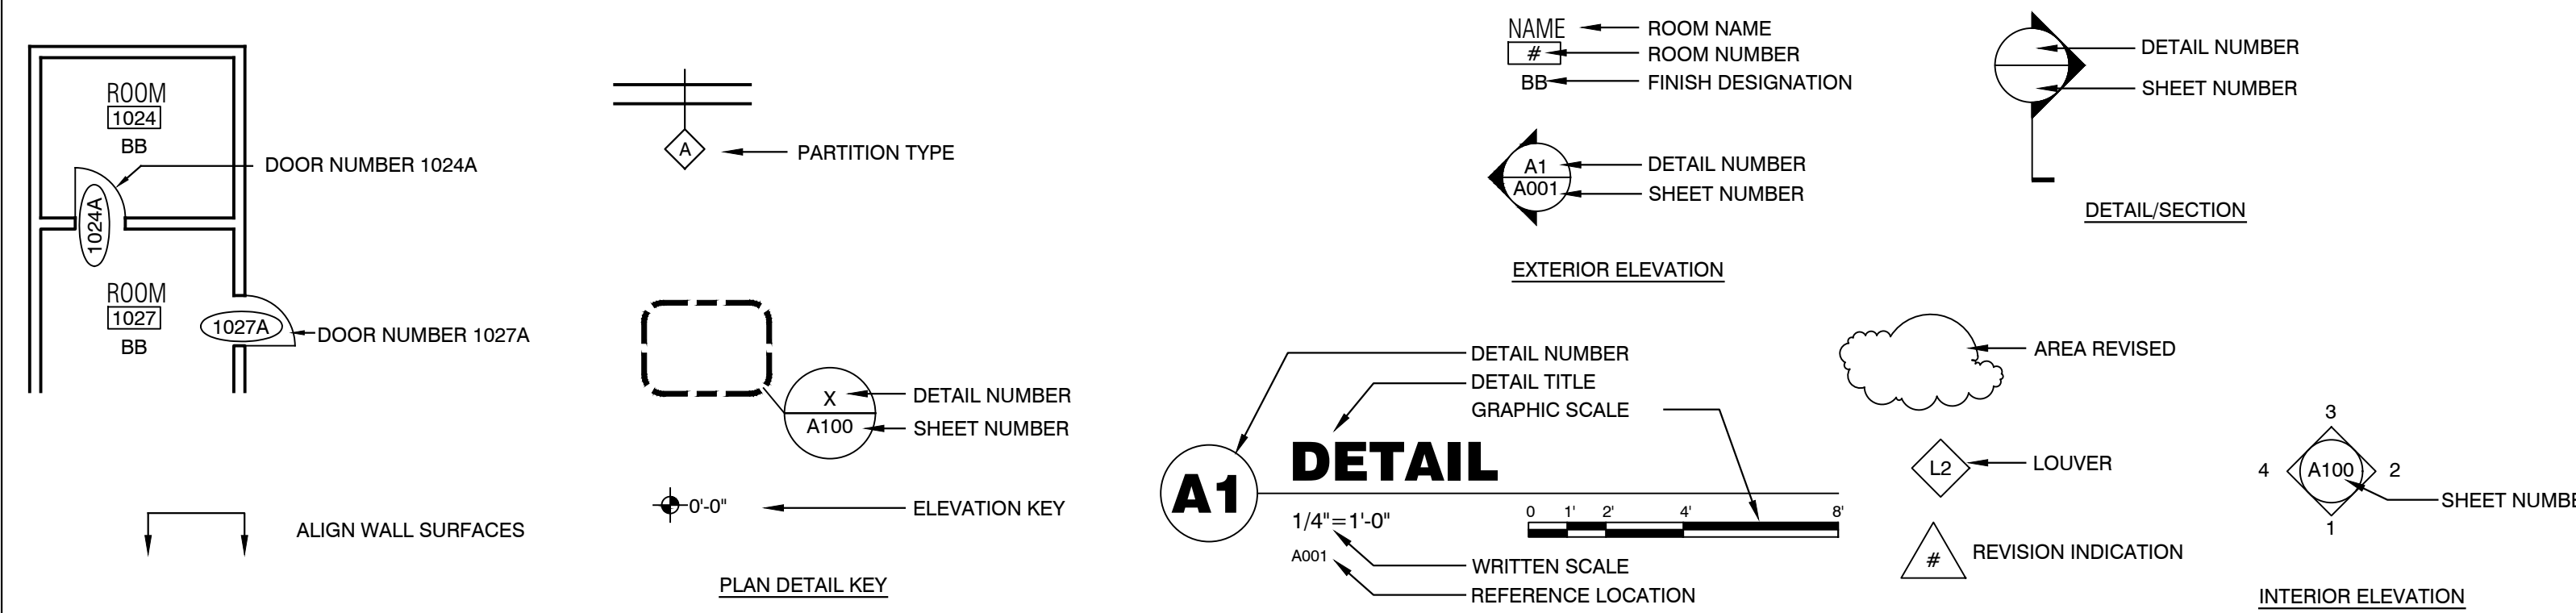 ROOM
1024
BB
DOOR NUMBER 1024A
1024A
ROOM
1027
BB
1027A
DOOR NUMBER 1027A
ALIGN WALL SURFACES
A
PARTITION TYPE
X
A100
DETAIL NUMBER
SHEET NUMBER
0'-0"
ELEVATION KEY
PLAN DETAIL KEY
NAME
ROOM NAME
#
ROOM NUMBER
BB
FINISH DESIGNATION
A1
DETAIL NUMBER
A001
SHEET NUMBER
EXTERIOR ELEVATION
DETAIL NUMBER
SHEET NUMBER
DETAIL/SECTION
DETAIL NUMBER
DETAIL TITLE
GRAPHIC SCALE
A1
DETAIL
1/4"=1'-0"
0 1' 2' 4' 8'
A001
WRITTEN SCALE
REFERENCE LOCATION
AREA REVISED
L2
LOUVER
#
REVISION INDICATION
3
4 A100 2
1
SHEET NUMBE
INTERIOR ELEVATION